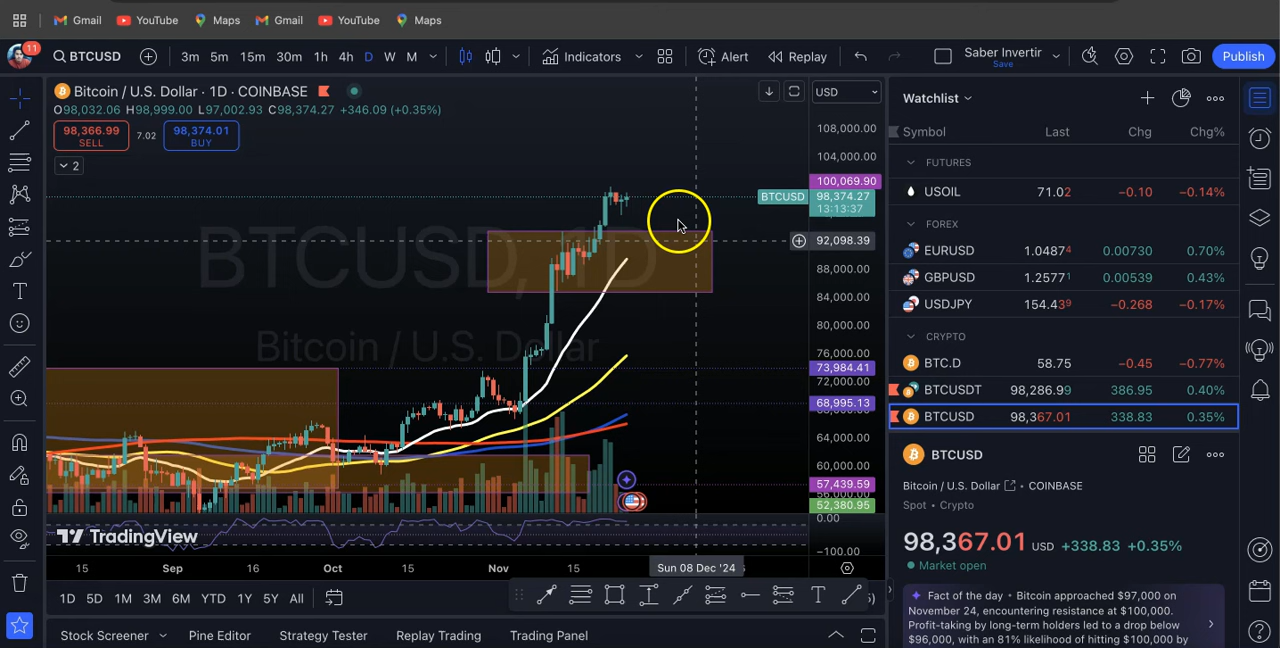 Gmail YouTube Maps Gmail YouTube Maps
11 BTCUSD 3m 5m 15m 30m 1h 4h D W M Indicators Alert Replay Saber Invertir Save Publish
Bitcoin / U.S. Dollar · 1D · COINBASE
O98,032.06 H98,999.00 L97,002.93 C98,374.27 +346.09 (+0.35%)
98,366.99 SELL 7.02 98,374.01 BUY
2
USD
108,000.00
104,000.00
100,069.90
BTCUSD 98,374.27
13:13:37
92,098.39
88,000.00
84,000.00
80,000.00
76,000.00
73,984.41
72,000.00
68,995.13
64,000.00
60,000.00
57,439.59
56,000.00
52,380.95
0.00
−100.00
BTCUSD, 1D
Bitcoin / U.S. Dollar
TradingView
15 Sep 16 Oct 15 Nov 15 Sun 08 Dec '24
1D 5D 1M 3M 6M YTD 1Y 5Y All
Stock Screener Pine Editor Strategy Tester Replay Trading Trading Panel
Watchlist
Symbol Last Chg Chg%
FUTURES
USOIL 71.02 −0.10 −0.14%
FOREX
EURUSD 1.04874 0.00730 0.70%
GBPUSD 1.25771 0.00539 0.43%
USDJPY 154.439 −0.268 −0.17%
CRYPTO
BTC.D 58.75 −0.45 −0.77%
BTCUSDT 98,286.99 386.95 0.40%
BTCUSD 98,367.01 338.83 0.35%
BTCUSD
Bitcoin / U.S. Dollar • COINBASE
Spot • Crypto
98,367.01 USD +338.83 +0.35%
Market open
Fact of the day • Bitcoin approached $97,000 on
November 24, encountering resistance at $100,000.
Profit-taking by long-term holders led to a drop below
$96,000, with an 81% likelihood of hitting $100,000 by